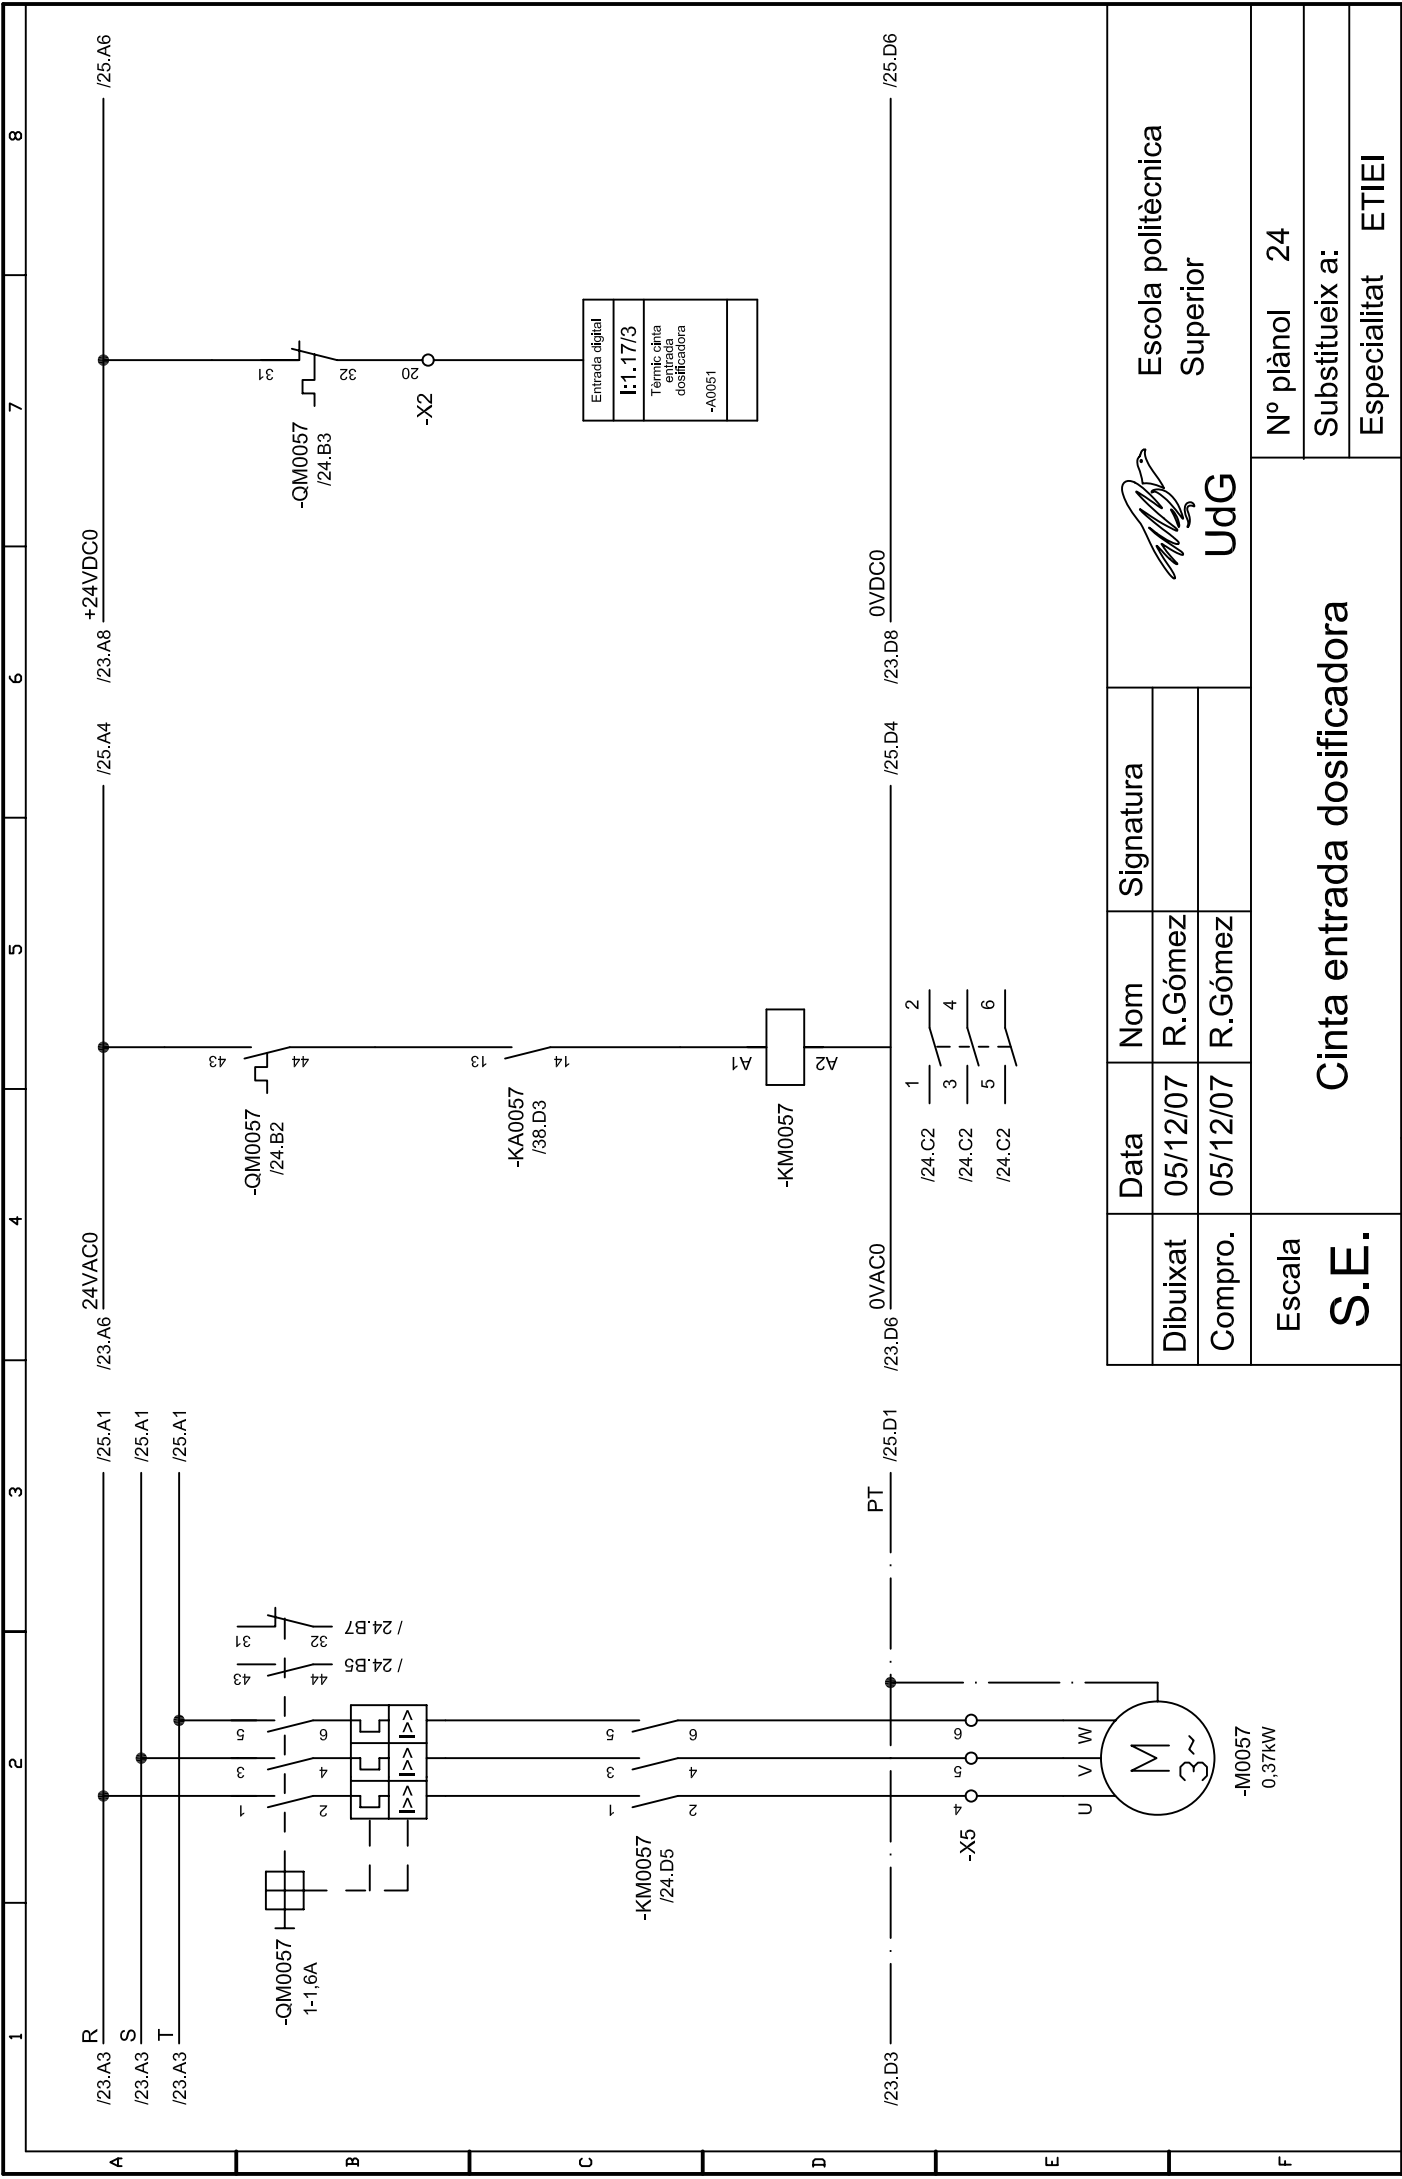 1 2 3 4 5 6 7 8
A
B
C
D
E
F
/23.A3 R /25.A1
/23.A3 S /25.A1
/23.A3 T /25.A1
-QM0057
1-1,6A
1 3 5 43 31
2 4 6 44 32
/ 24.B5
/ 24.B7
I>> I>> I>>
-KM0057
/24.D5
1 3 5
2 4 6
/23.D3 PT /25.D1
-X5
4 5 6
U V W
M
3~
-M0057
0,37kW
/23.A6 24VAC0 /25.A4
-QM0057
/24.B2
43
44
-KA0057
/38.D3
13
14
-KM0057
A1
A2
/23.D6 0VAC0 /25.D4
/24.C2 1 2
/24.C2 3 4
/24.C2 5 6
/23.A8 +24VDC0 /25.A6
-QM0057
/24.B3
31
32
-X2
20
Entrada digital
I:1.17/3
Tèrmic cinta
entrada
dosificadora
-A0051
/23.D8 0VDC0 /25.D6
Data Nom Signatura
Dibuixat 05/12/07 R.Gómez
Compro. 05/12/07 R.Gómez
UdG
Escola politècnica
Superior
Escala
S.E.
Cinta entrada dosificadora
Nº plànol 24
Substitueix a:
Especialitat ETIEI